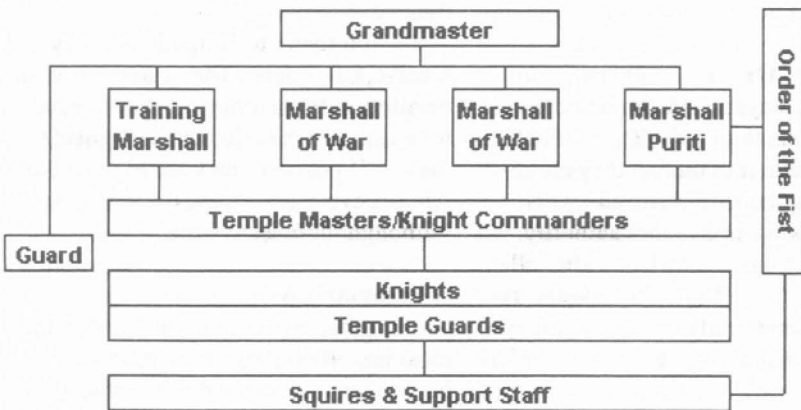 Grandmaster
Training
Marshall
Marshall
of War
Marshall
of War
Marshall
Puriti
Order of the Fist
Temple Masters/Knight Commanders
Guard
Knights
Temple Guards
Squires & Support Staff